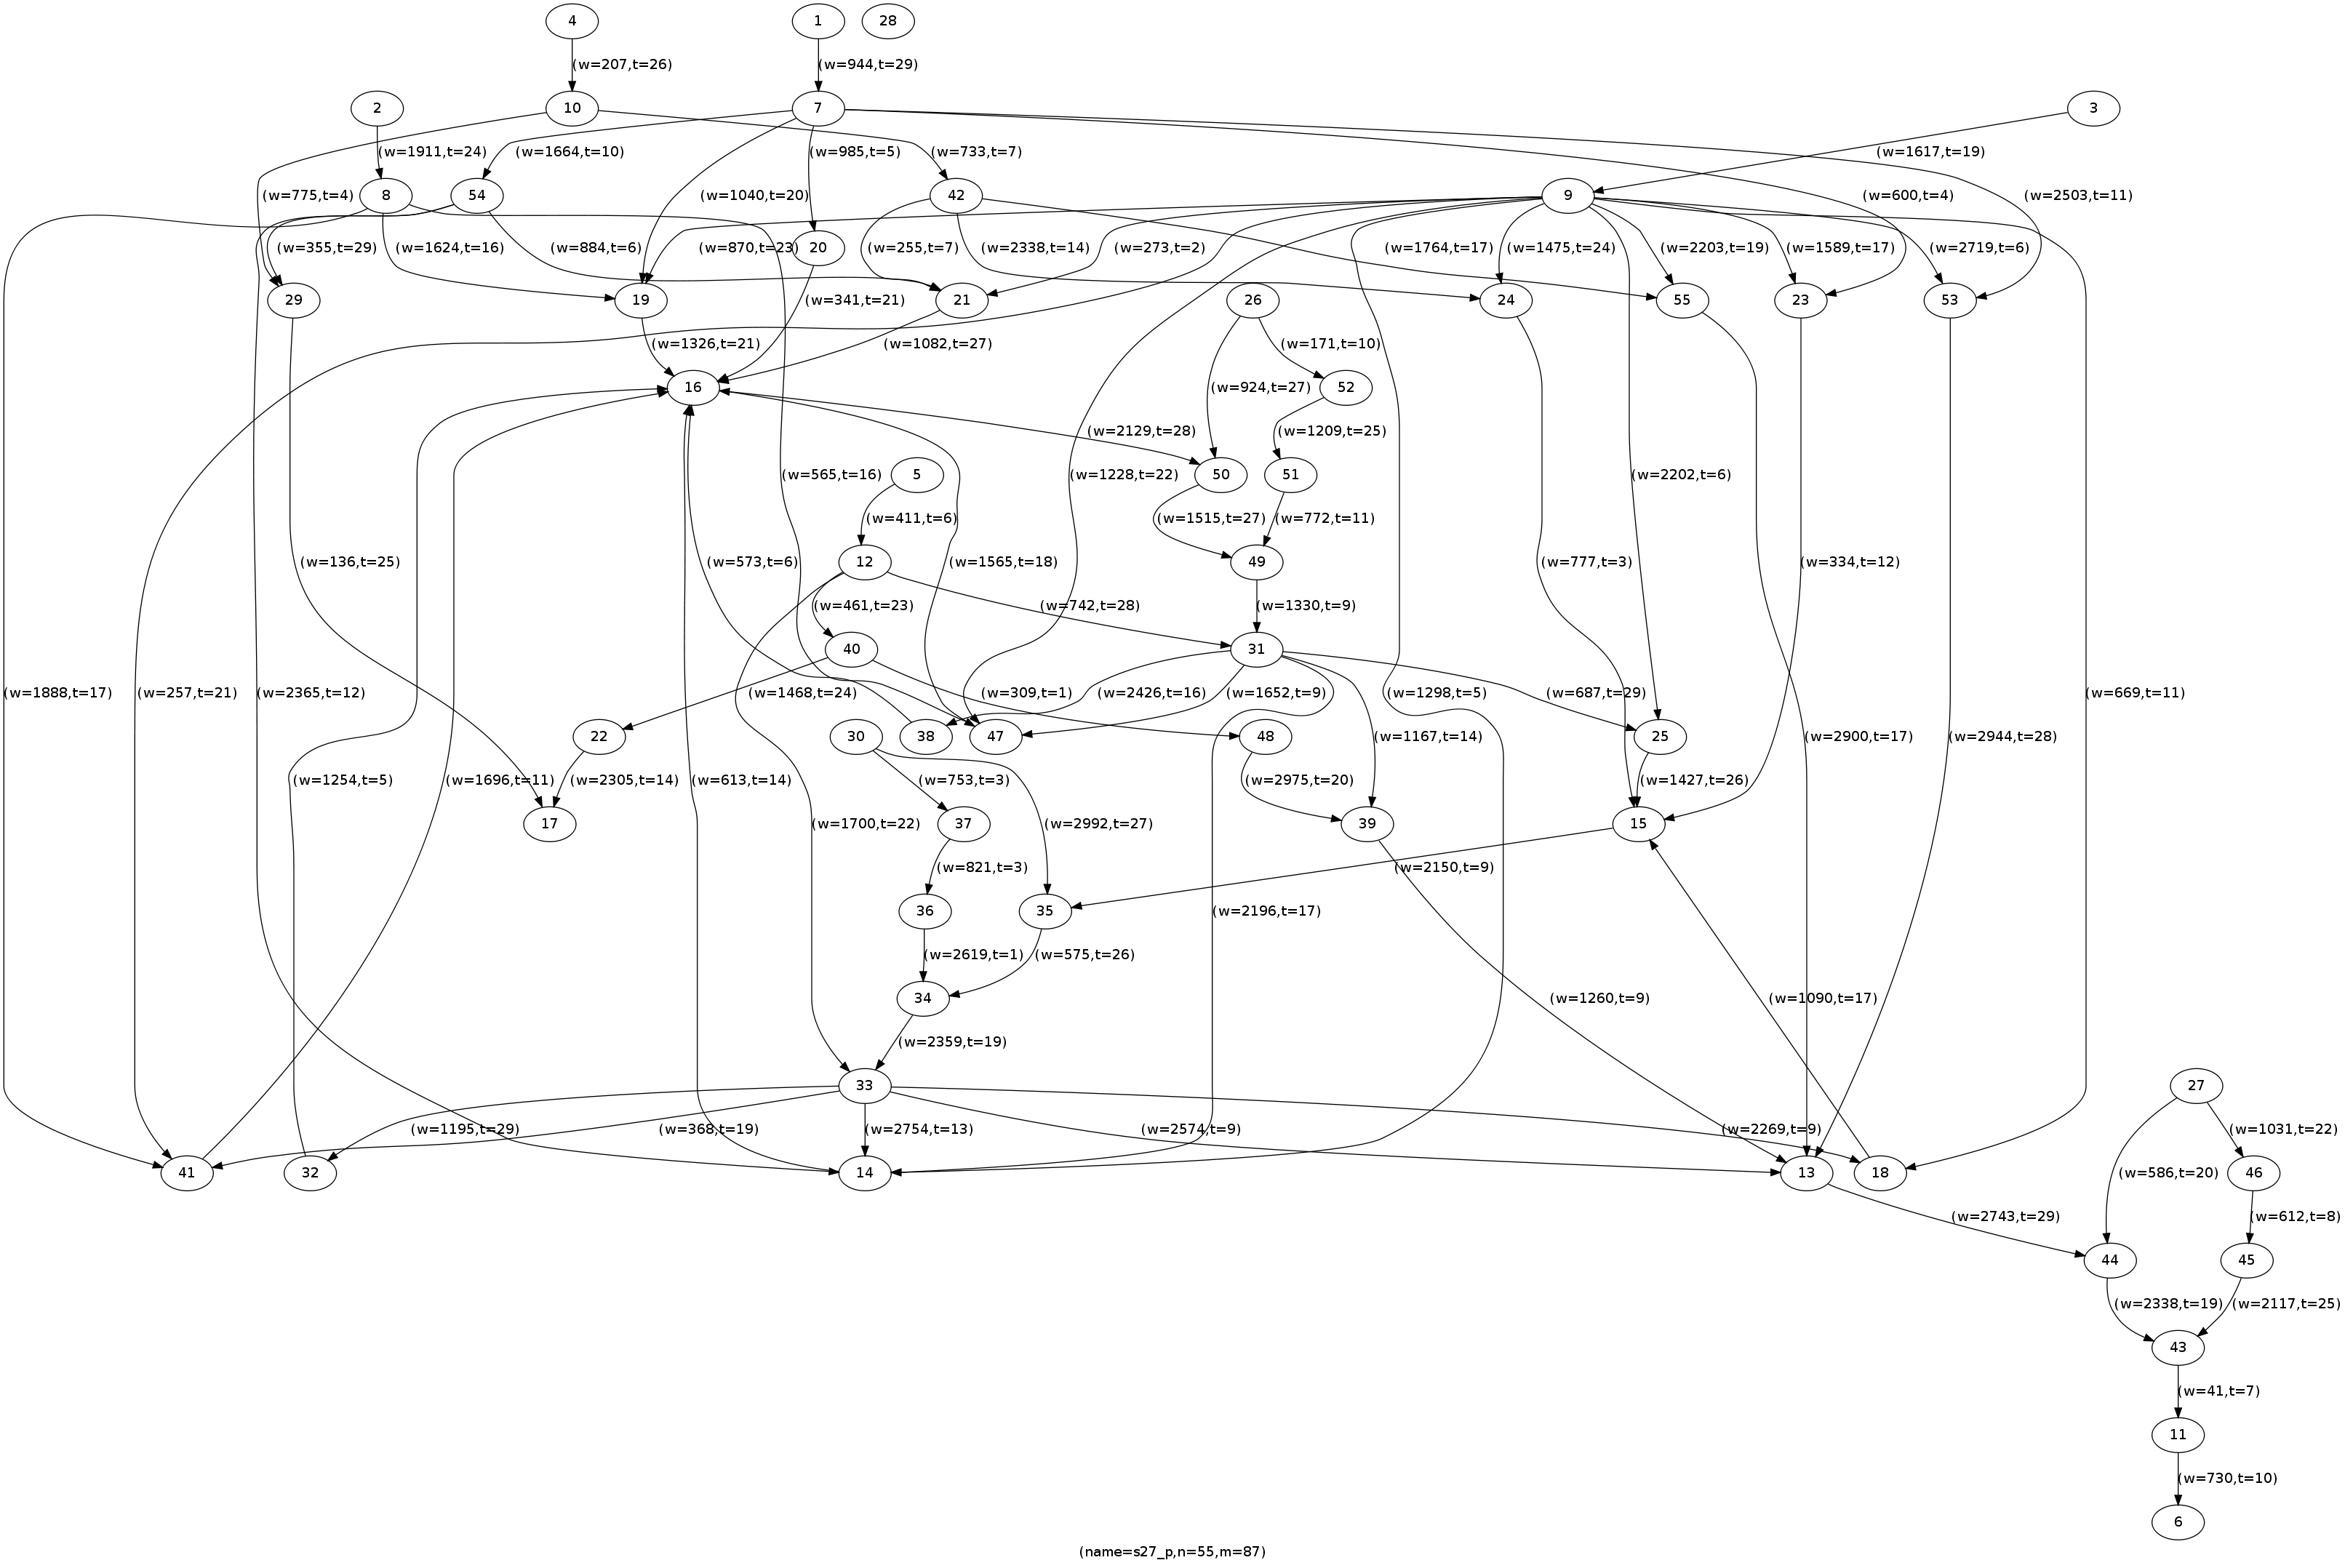 4 1 28
(w=207,t=26) (w=944,t=29)
2 10 7 3
(w=1911,t=24) (w=1664,t=10) (w=985,t=5) (w=733,t=7) (w=1617,t=19)
(w=775,t=4) 8 54 (w=1040,t=20) 42 9 (w=600,t=4) (w=2503,t=11)
(w=355,t=29) (w=1624,t=16) (w=884,t=6) (w=870,t=23) 20 (w=255,t=7) (w=2338,t=14) (w=273,t=2) (w=1764,t=17) (w=1475,t=24) (w=2203,t=19) (w=1589,t=17) (w=2719,t=6)
29 19 (w=341,t=21) 21 26 24 55 23 53
(w=1326,t=21) (w=1082,t=27) (w=171,t=10)
16 (w=924,t=27) 52
(w=2129,t=28) (w=1209,t=25)
(w=565,t=16) 5 (w=1228,t=22) 50 51 (w=2202,t=6)
(w=411,t=6) (w=1515,t=27) (w=772,t=11)
(w=136,t=25) (w=573,t=6) 12 (w=1565,t=18) 49 (w=777,t=3) (w=334,t=12)
(w=461,t=23) (w=742,t=28) (w=1330,t=9)
40 31
(w=1888,t=17) (w=257,t=21) (w=2365,t=12) (w=1468,t=24) (w=309,t=1) (w=2426,t=16) (w=1652,t=9) (w=1298,t=5) (w=687,t=29) (w=669,t=11)
22 30 38 47 48 (w=1167,t=14) 25 (w=2900,t=17) (w=2944,t=28)
(w=1254,t=5) (w=1696,t=11) (w=2305,t=14) (w=613,t=14) (w=753,t=3) (w=2975,t=20) (w=1427,t=26)
17 (w=1700,t=22) 37 (w=2992,t=27) 39 15
(w=821,t=3) (w=2150,t=9)
36 35 (w=2196,t=17)
(w=2619,t=1) (w=575,t=26)
34 (w=1260,t=9) (w=1090,t=17)
(w=2359,t=19)
33 27
(w=1195,t=29) (w=368,t=19) (w=2754,t=13) (w=2574,t=9) (w=2269,t=9) (w=1031,t=22)
41 32 14 13 18 (w=586,t=20) 46
(w=2743,t=29) (w=612,t=8)
44 45
(w=2338,t=19) (w=2117,t=25)
43
(w=41,t=7)
11
(w=730,t=10)
6
(name=s27_p,n=55,m=87)